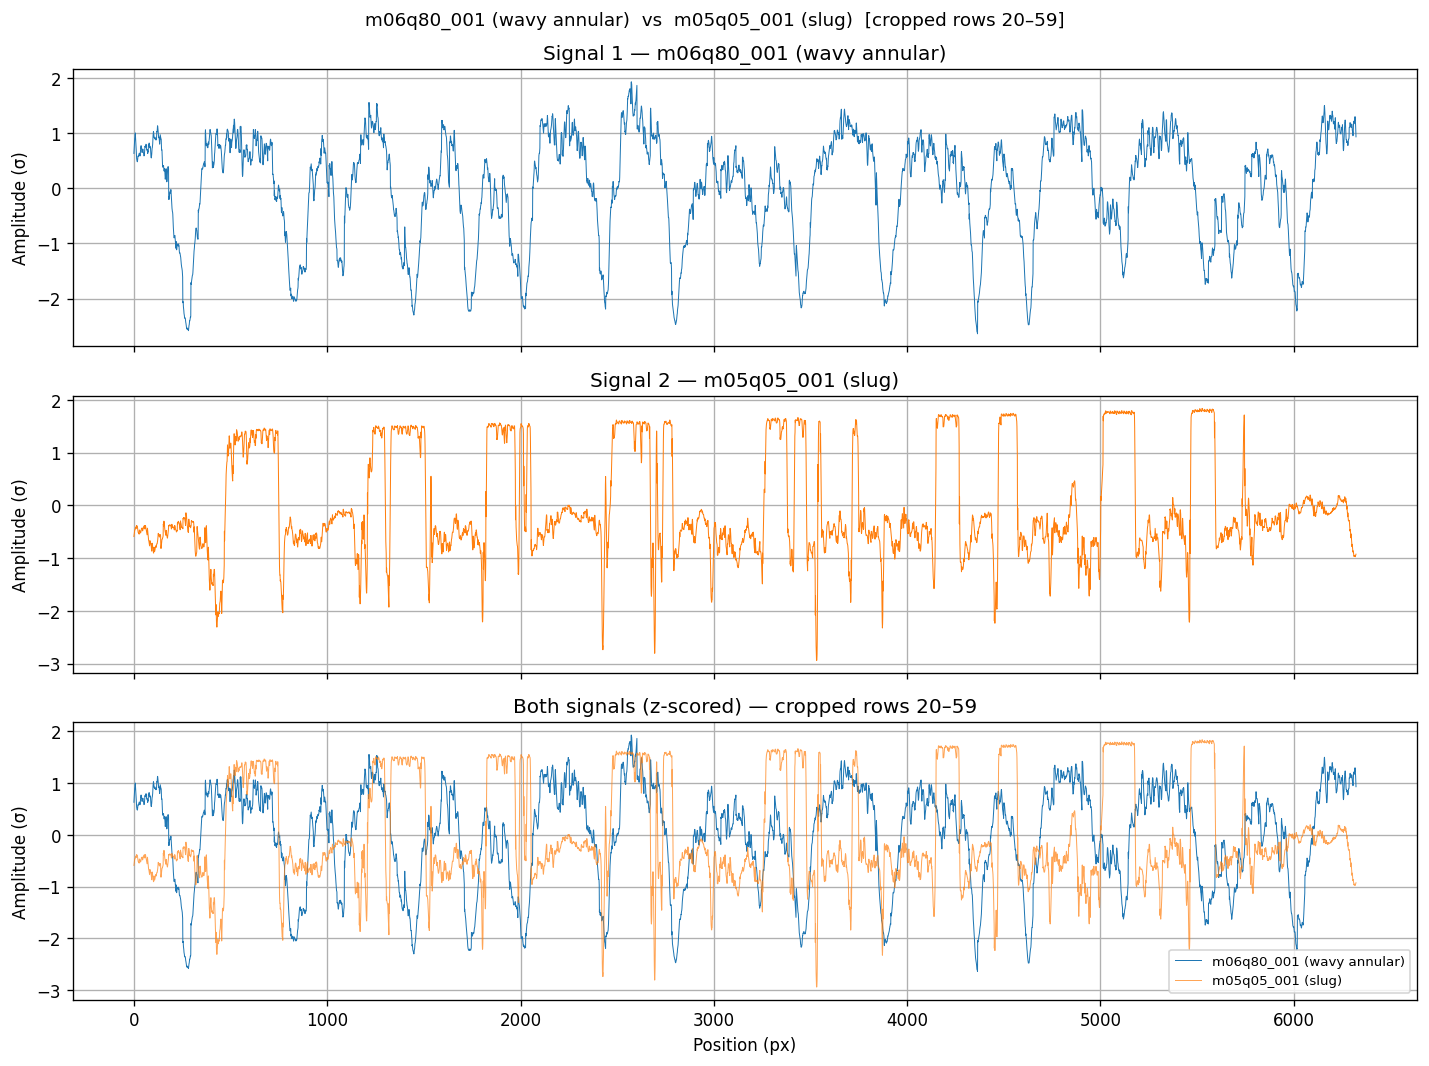 m06q80_001 (wavy annular)  vs  m05q05_001 (slug)  [cropped rows 20–59]
Signal 1 — m06q80_001 (wavy annular)
2
1
0
−1
−2
Amplitude (σ)
Signal 2 — m05q05_001 (slug)
2
1
0
−1
−2
−3
Amplitude (σ)
Both signals (z-scored) — cropped rows 20–59
2
1
0
−1
−2
−3
Amplitude (σ)
m06q80_001 (wavy annular)
m05q05_001 (slug)
0 1000 2000 3000 4000 5000 6000
Position (px)